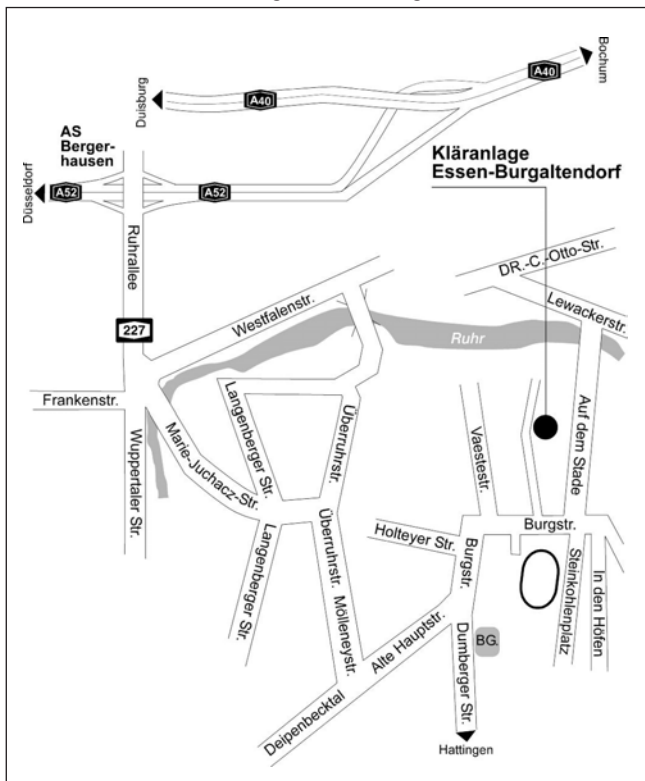 Bochum
A40
A40
Duisburg
AS
Berger-
hausen
Kläranlage
Essen-Burgaltendorf
Düsseldorf
A52
A52
Ruhrallee
DR.-C.-Otto-Str.
Lewackerstr.
Westfalenstr.
227
Ruhr
Frankenstr.
Langenberger Str.
Überruhrstr.
Vaestestr.
Auf dem Stade
Marie-Juchacz-Str.
Wuppertaler Str.
Burgstr.
Holteyer Str.
Burgstr.
Langenberger Str.
Überruhrstr.
Mölleneystr.
Steinkohlenplatz
In den Höfen
Alte Hauptstr.
BG.
Dumberger Str.
Deipenbecktal
Hattingen